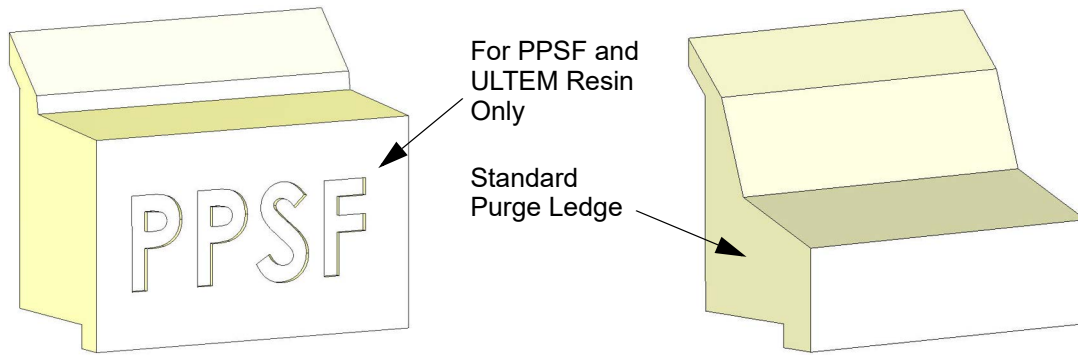 For PPSF and
ULTEM Resin
Only
PPSF
Standard
Purge Ledge